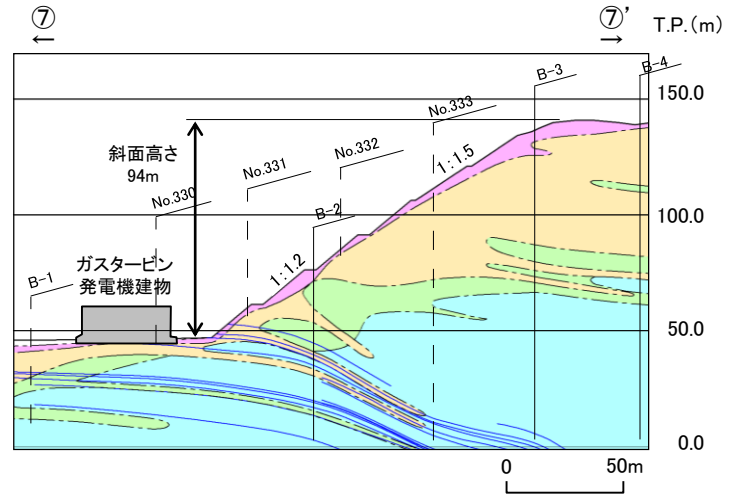 ⑦
←
⑦'
→
T.P.(m)
B-3
B-4
150.0
No.333
斜面高さ
94m
No.332
1:1.5
No.331
No.330
100.0
B-2
ガスタービン
発電機建物
1:1.2
B-1
50.0
0.0
0 50m